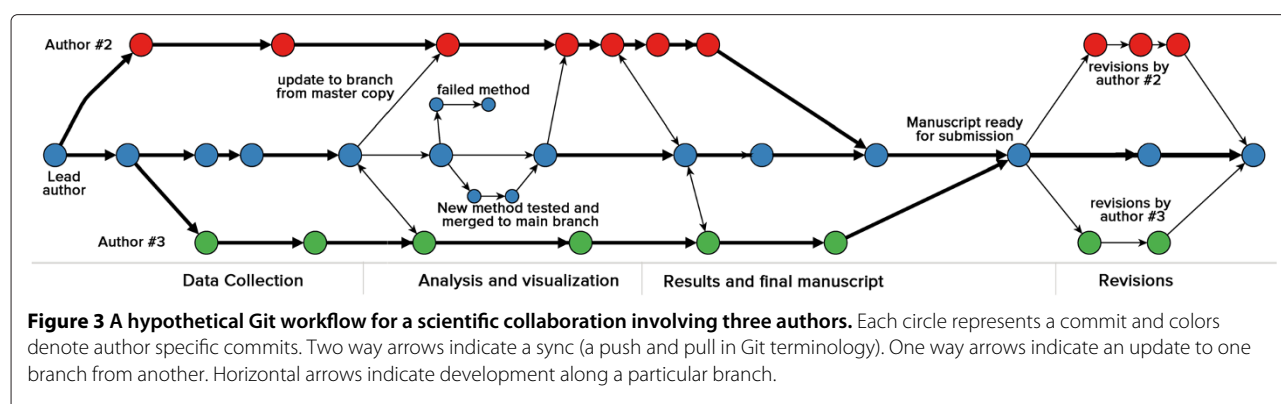 Author #2
update to branch
from master copy
failed method
Manuscript ready
for submission
revisions by
author #2
Lead
author
New method tested and
merged to main branch
revisions by
author #3
Author #3
Data Collection
Analysis and visualization
Results and final manuscript
Revisions
Figure 3 A hypothetical Git workflow for a scientific collaboration involving three authors. Each circle represents a commit and colors
denote author specific commits. Two way arrows indicate a sync (a push and pull in Git terminology). One way arrows indicate an update to one
branch from another. Horizontal arrows indicate development along a particular branch.